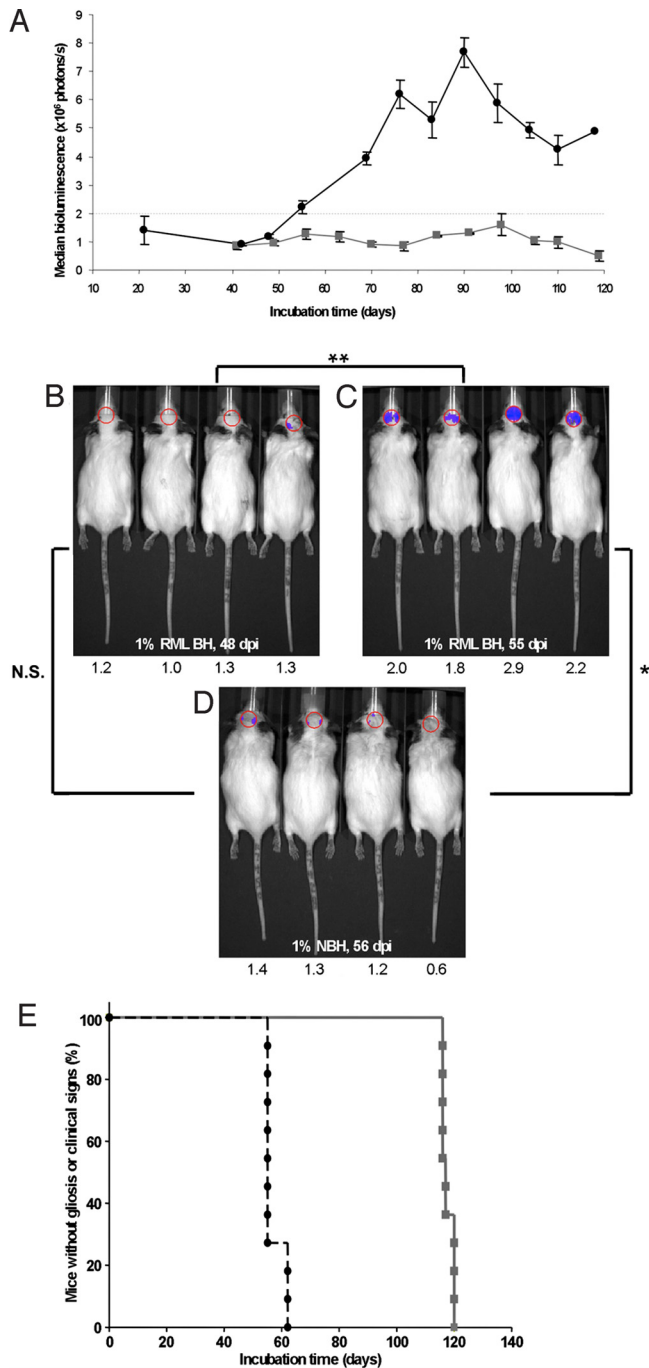 A
Median bioluminescence (x10⁶ photons/s)
9
8
7
6
5
4
3
2
1
0
10 20 30 40 50 60 70 80 90 100 110 120
Incubation time (days)
**
B
C
1% RML BH, 48 dpi
1% RML BH, 55 dpi
1.2 1.0 1.3 1.3
2.0 1.8 2.9 2.2
N.S.
*
D
1% NBH, 56 dpi
1.4 1.3 1.2 0.6
E
Mice without gliosis or clinical signs (%)
100
80
60
40
20
0
0 20 40 60 80 100 120 140
Incubation time (days)